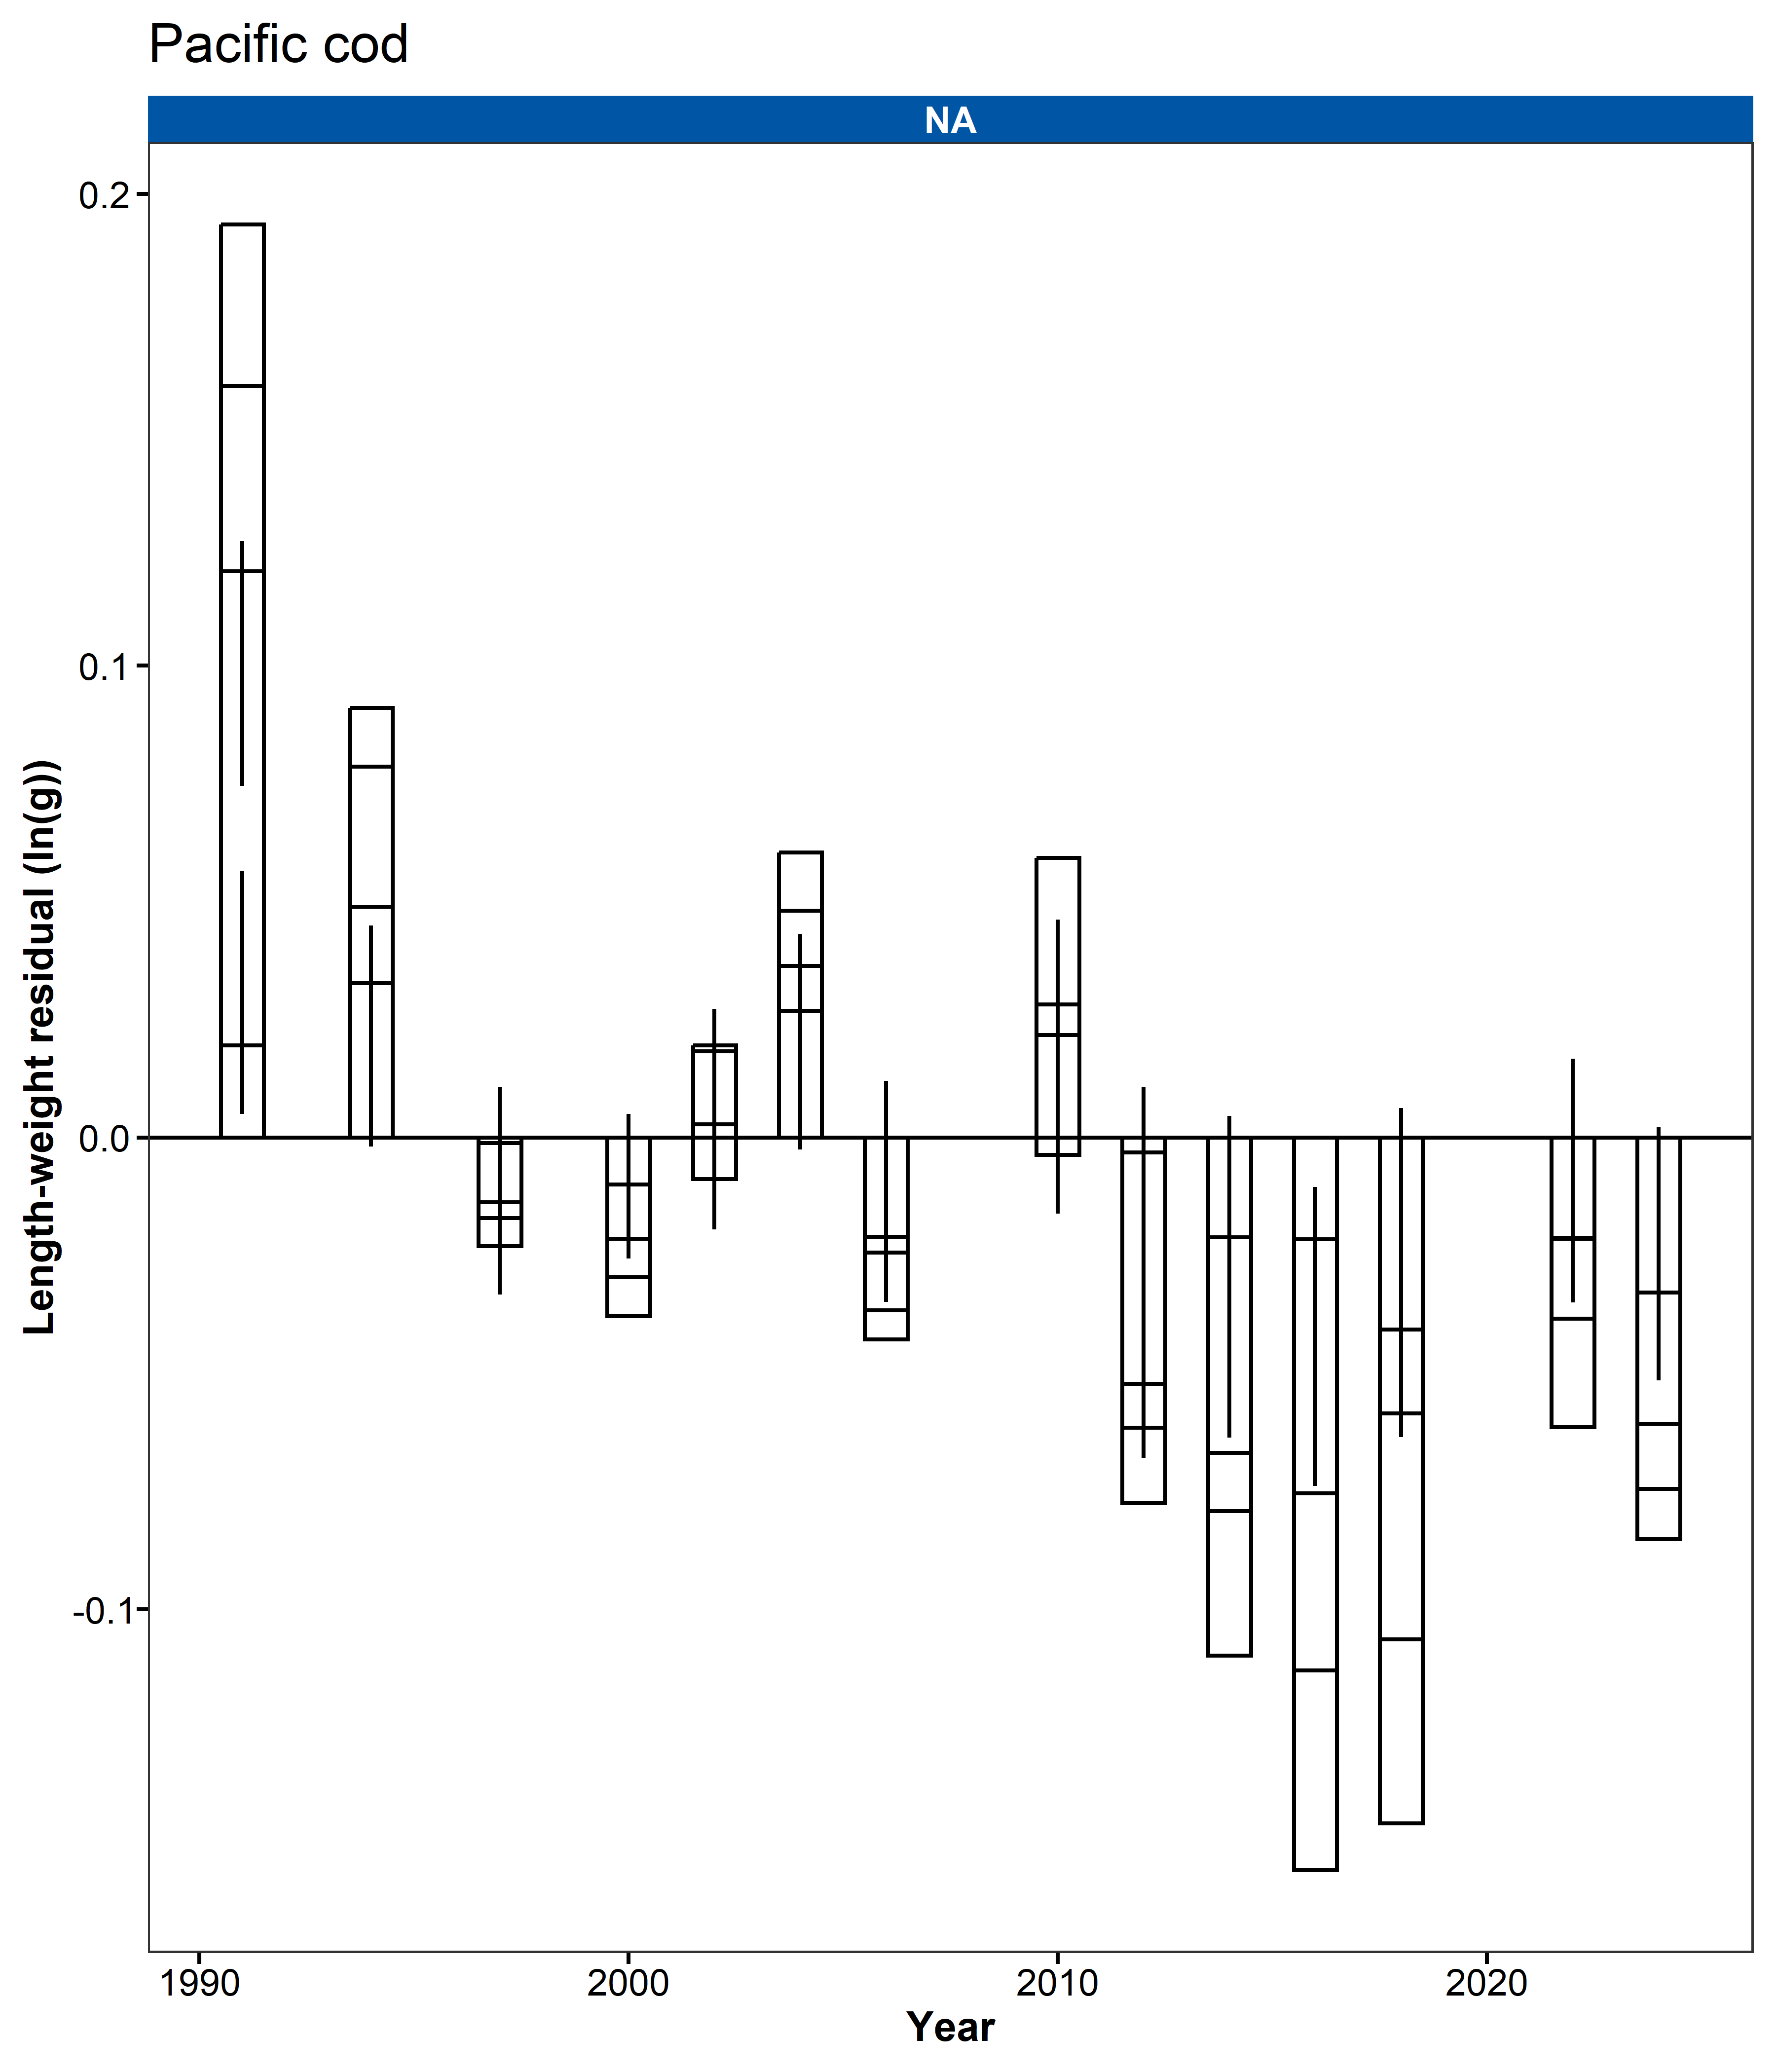 Pacific cod
NA
Length-weight residual (ln(g))
0.2
0.1
0.0
-0.1
1990 2000 2010 2020
Year